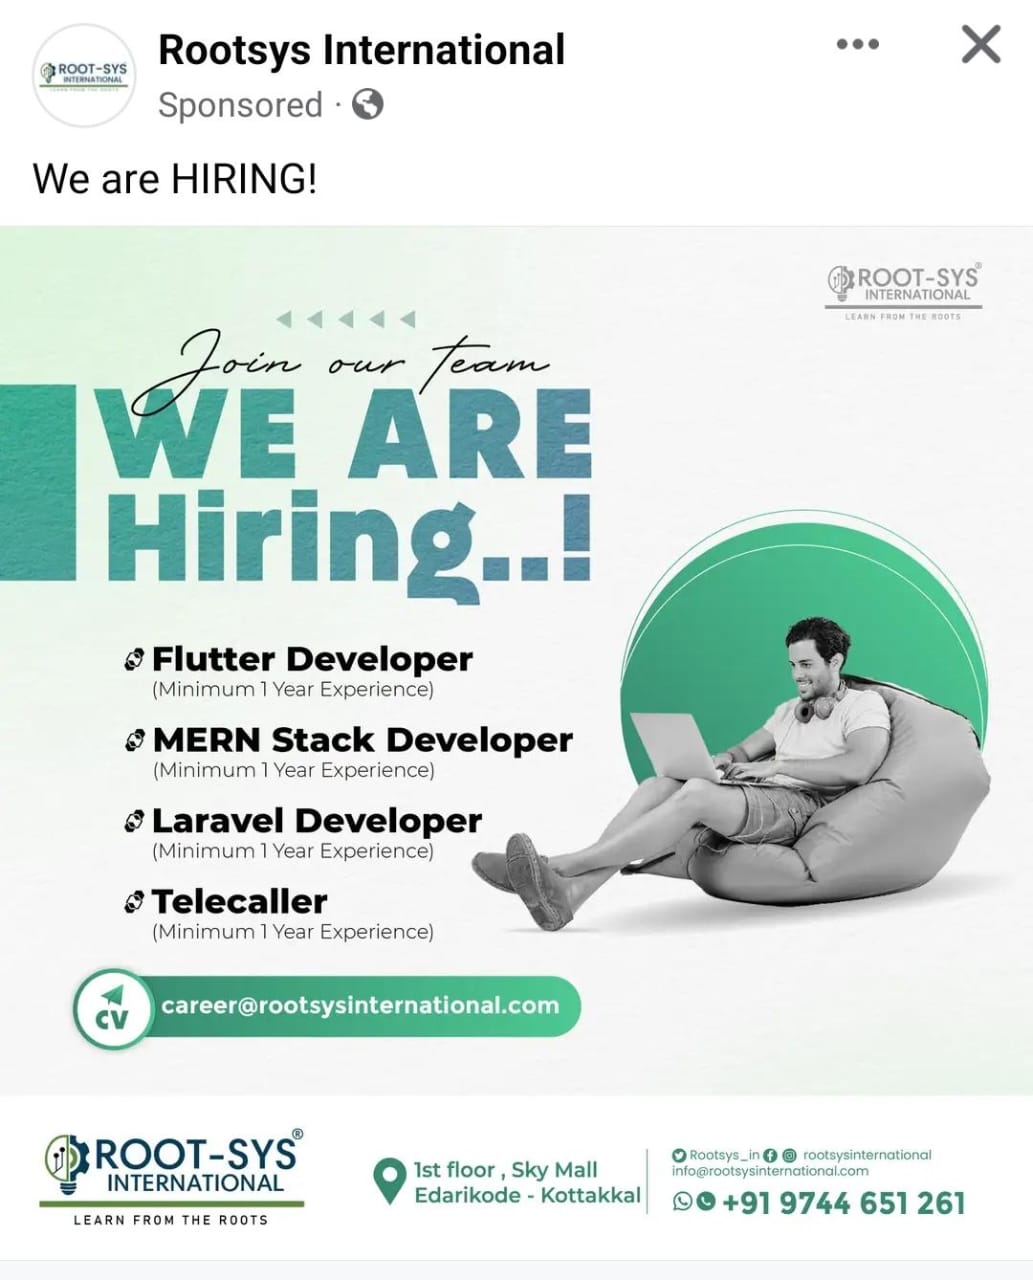 ROOT-SYS
INTERNATIONAL
LEARN FROM THE ROOTS
Rootsys International
Sponsored ·
We are HIRING!
ROOT-SYS®
INTERNATIONAL
LEARN FROM THE ROOTS
Join our team
WE ARE
Hiring..!
Flutter Developer
(Minimum 1 Year Experience)
MERN Stack Developer
(Minimum 1 Year Experience)
Laravel Developer
(Minimum 1 Year Experience)
Telecaller
(Minimum 1 Year Experience)
CV
career@rootsysinternational.com
ROOT-SYS®
INTERNATIONAL
LEARN FROM THE ROOTS
1st floor , Sky Mall
Edarikode - Kottakkal
Rootsys_in rootsysinternational
info@rootsysinternational.com
+91 9744 651 261